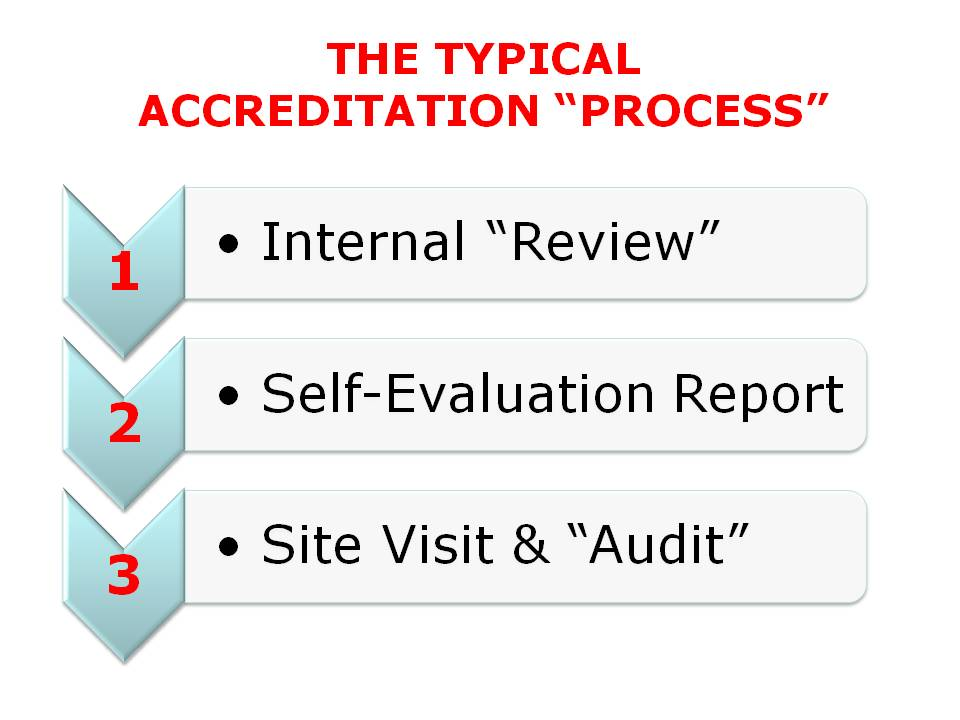 THE TYPICAL
ACCREDITATION “PROCESS”
1
• Internal “Review”
2
• Self-Evaluation Report
3
• Site Visit & “Audit”